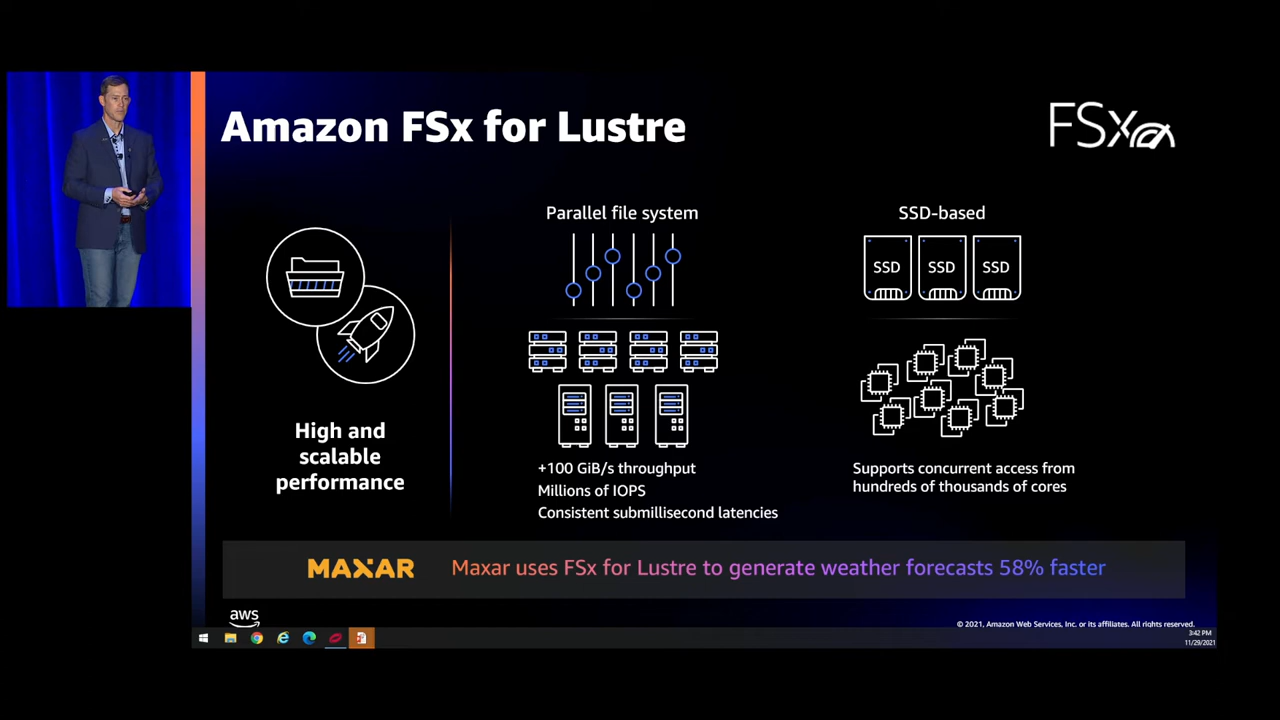 Amazon FSx for Lustre
FSx
Parallel file system
SSD-based
SSD SSD SSD
High and
scalable
performance
+100 GiB/s throughput
Millions of IOPS
Consistent submillisecond latencies
Supports concurrent access from
hundreds of thousands of cores
MAXAR
Maxar uses FSx for Lustre to generate weather forecasts 58% faster
aws
© 2021, Amazon Web Services, Inc. or its affiliates. All rights reserved.
3:42 PM
11/29/2021